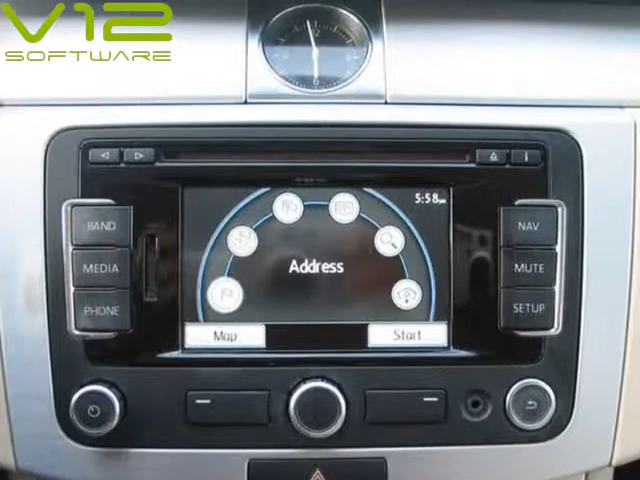 V12
SOFTWARE
5:58
BAND
MEDIA
PHONE
NAV
MUTE
SETUP
Address
Map
Start